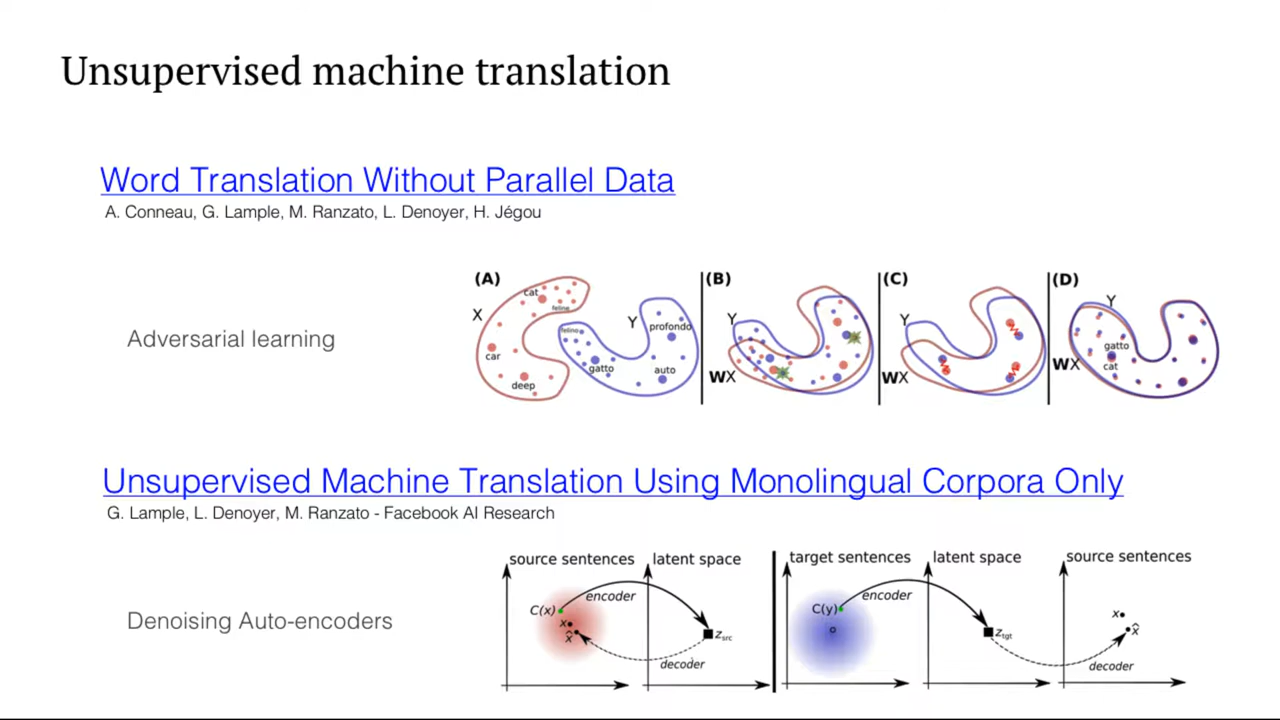 Unsupervised machine translation
Word Translation Without Parallel Data
A. Conneau, G. Lample, M. Ranzato, L. Denoyer, H. Jégou
Adversarial learning
(A)
X
cat
feline
car
deep
Y
felino
profondo
gatto
auto
(B)
Y
WX
(C)
Y
WX
(D)
Y
WX
gatto
cat
Unsupervised Machine Translation Using Monolingual Corpora Only
G. Lample, L. Denoyer, M. Ranzato - Facebook AI Research
Denoising Auto-encoders
source sentences
latent space
C(x)
encoder
x
x̂
z_src
decoder
target sentences
latent space
source sentences
C(y)
encoder
z_tgt
x
x̂
decoder